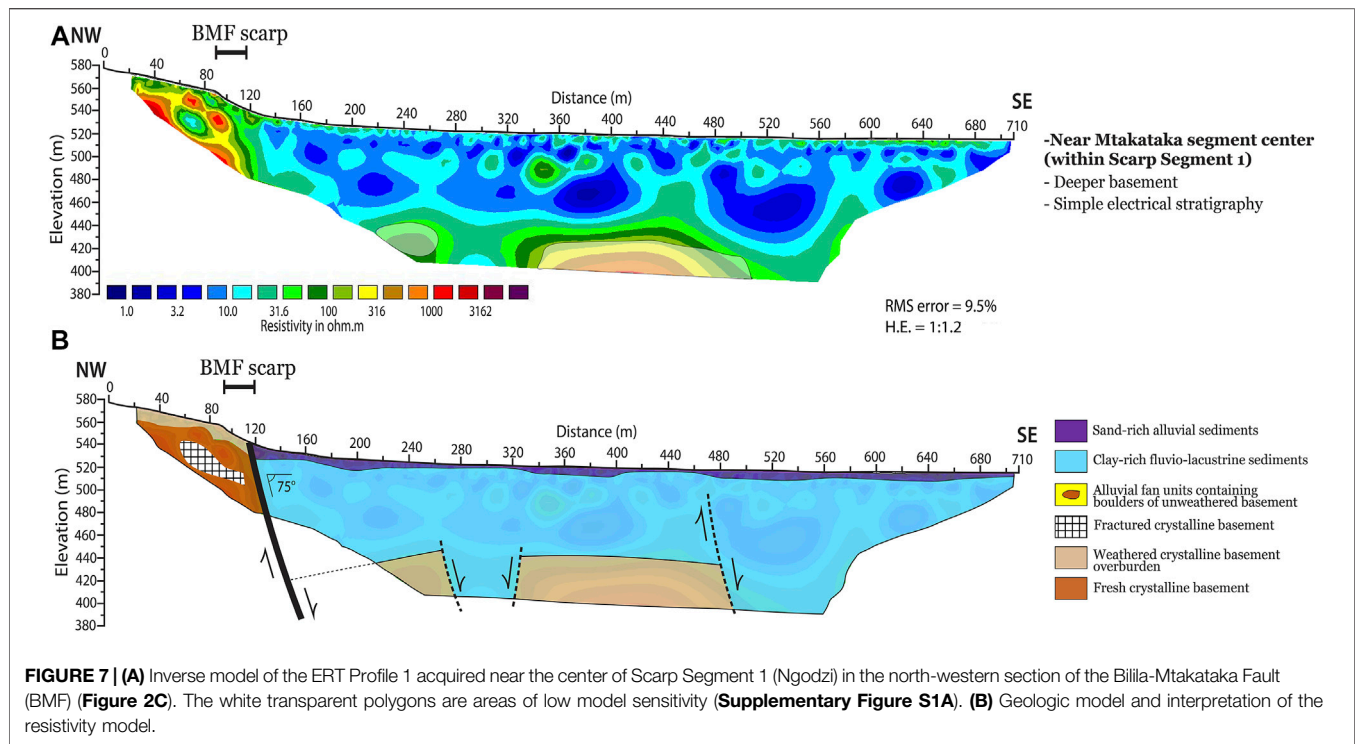 A NW
BMF scarp
0
40
80
120
160
200
240
280
320
360
400
440
480
520
560
600
640
680
710
Distance (m)
SE
580
560
540
520
500
480
460
440
420
400
380
Elevation (m)
-Near Mtakataka segment center
(within Scarp Segment 1)
- Deeper basement
- Simple electrical stratigraphy
1.0 3.2 10.0 31.6 100 316 1000 3162
Resistivity in ohm.m
RMS error = 9.5%
H.E. = 1:1.2
B
NW
BMF scarp
0
40
80
120
160
200
240
280
320
360
400
440
480
520
560
600
640
680
710
Distance (m)
SE
580
560
540
520
500
480
460
440
420
400
380
Elevation (m)
75°
Sand-rich alluvial sediments
Clay-rich fluvio-lacustrine sediments
Alluvial fan units containing
boulders of unweathered basement
Fractured crystalline basement
Weathered crystalline basement
overburden
Fresh crystalline basement
FIGURE 7 | (A) Inverse model of the ERT Profile 1 acquired near the center of Scarp Segment 1 (Ngodzi) in the north-western section of the Bilila-Mtakataka Fault
(BMF) (Figure 2C). The white transparent polygons are areas of low model sensitivity (Supplementary Figure S1A). (B) Geologic model and interpretation of the
resistivity model.